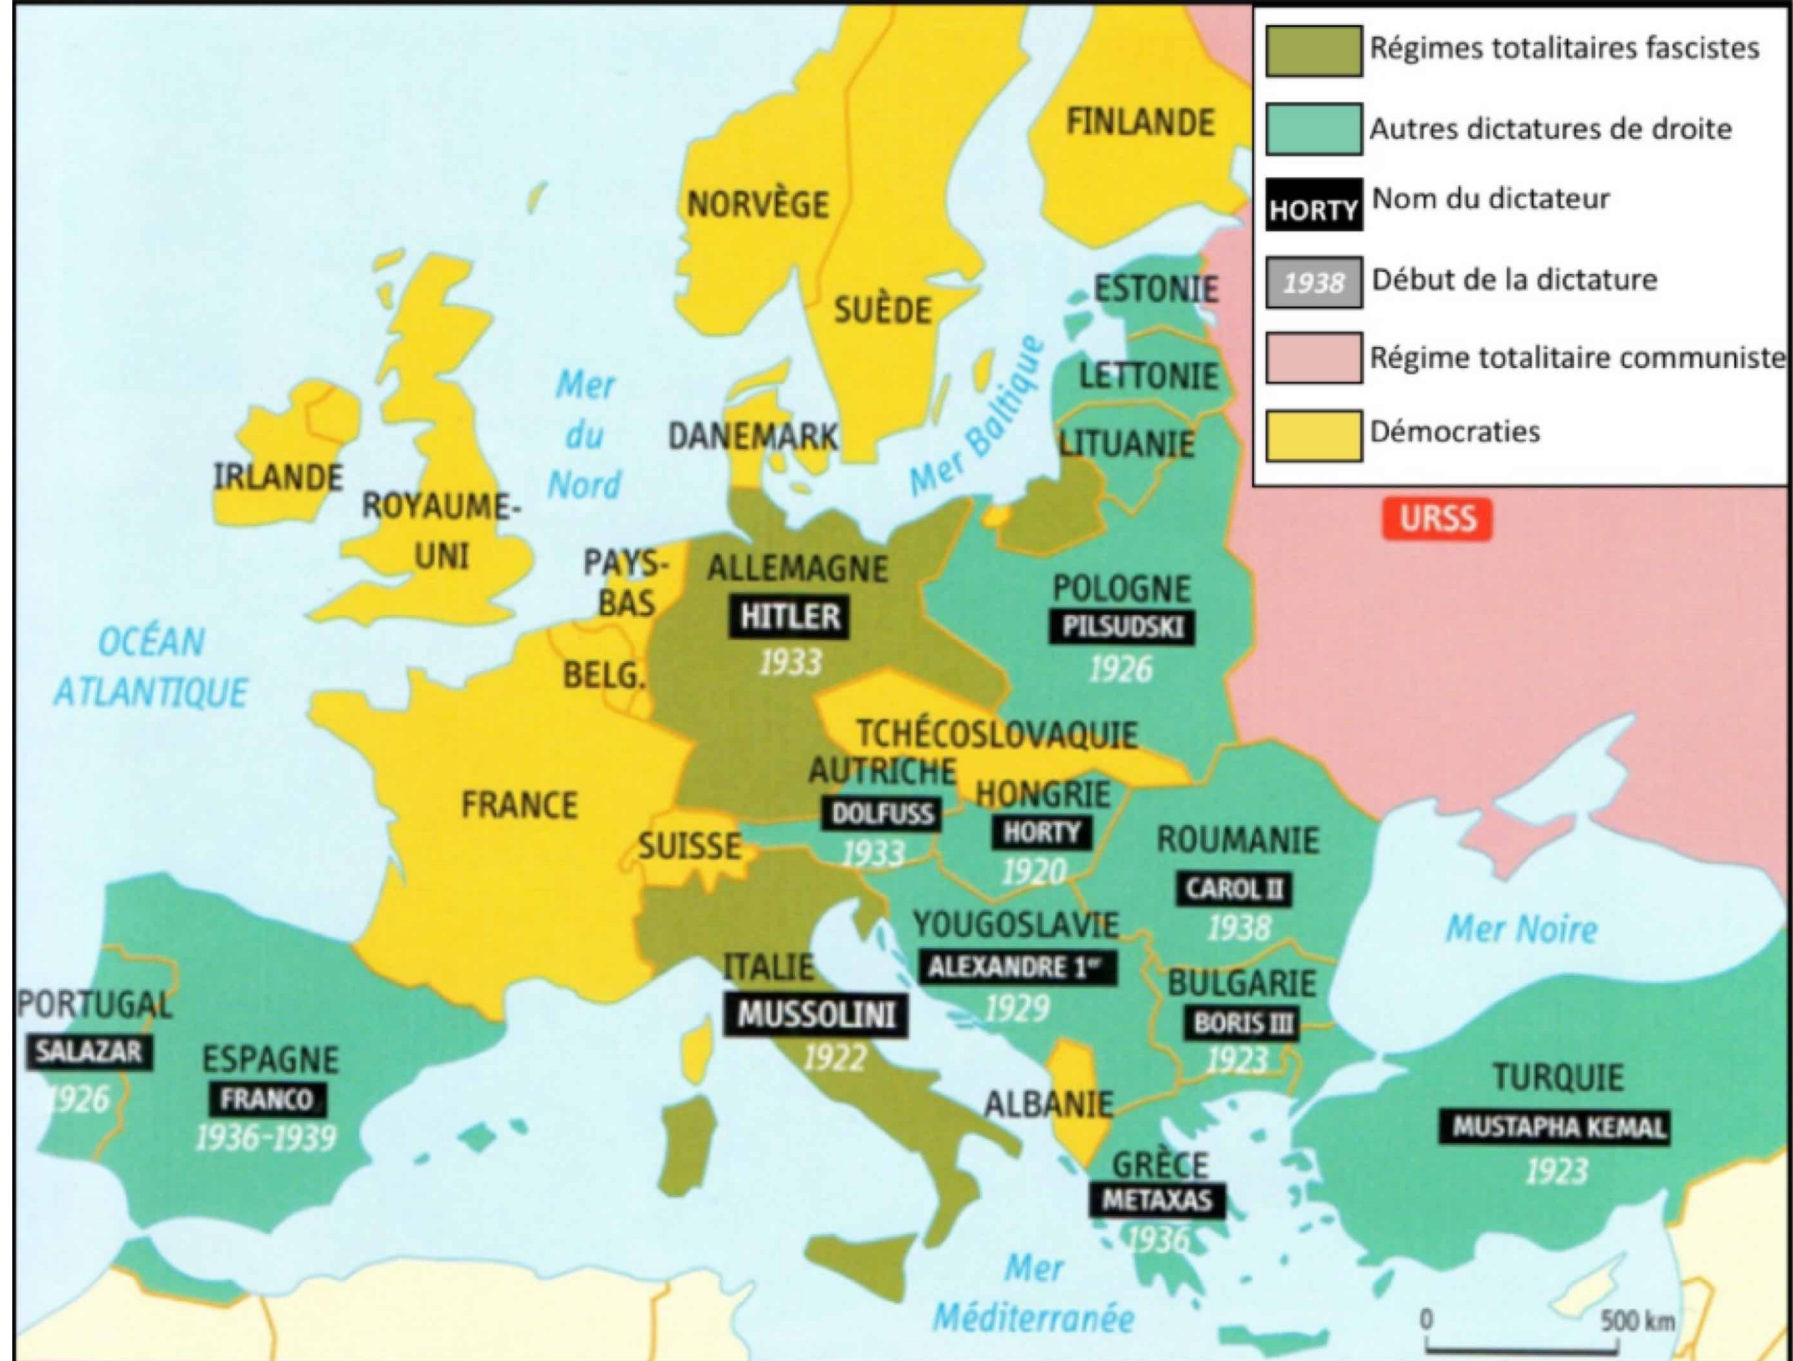 Régimes totalitaires fascistes
Autres dictatures de droite
HORTY Nom du dictateur
1938 Début de la dictature
Régime totalitaire communiste
Démocraties
FINLANDE
NORVÈGE
SUÈDE
ESTONIE
LETTONIE
LITUANIE
Mer Baltique
Mer
du
Nord
DANEMARK
IRLANDE
ROYAUME-
UNI
PAYS-
BAS
BELG.
ALLEMAGNE
HITLER
1933
POLOGNE
PILSUDSKI
1926
URSS
OCÉAN
ATLANTIQUE
FRANCE
SUISSE
TCHÉCOSLOVAQUIE
AUTRICHE
DOLFUSS
1933
HONGRIE
HORTY
1920
ROUMANIE
CAROL II
1938
YOUGOSLAVIE
ALEXANDRE 1er
1929
BULGARIE
BORIS III
1923
Mer Noire
ITALIE
MUSSOLINI
1922
PORTUGAL
SALAZAR
1926
ESPAGNE
FRANCO
1936-1939
ALBANIE
GRÈCE
METAXAS
1936
TURQUIE
MUSTAPHA KEMAL
1923
Mer
Méditerranée
0 500 km